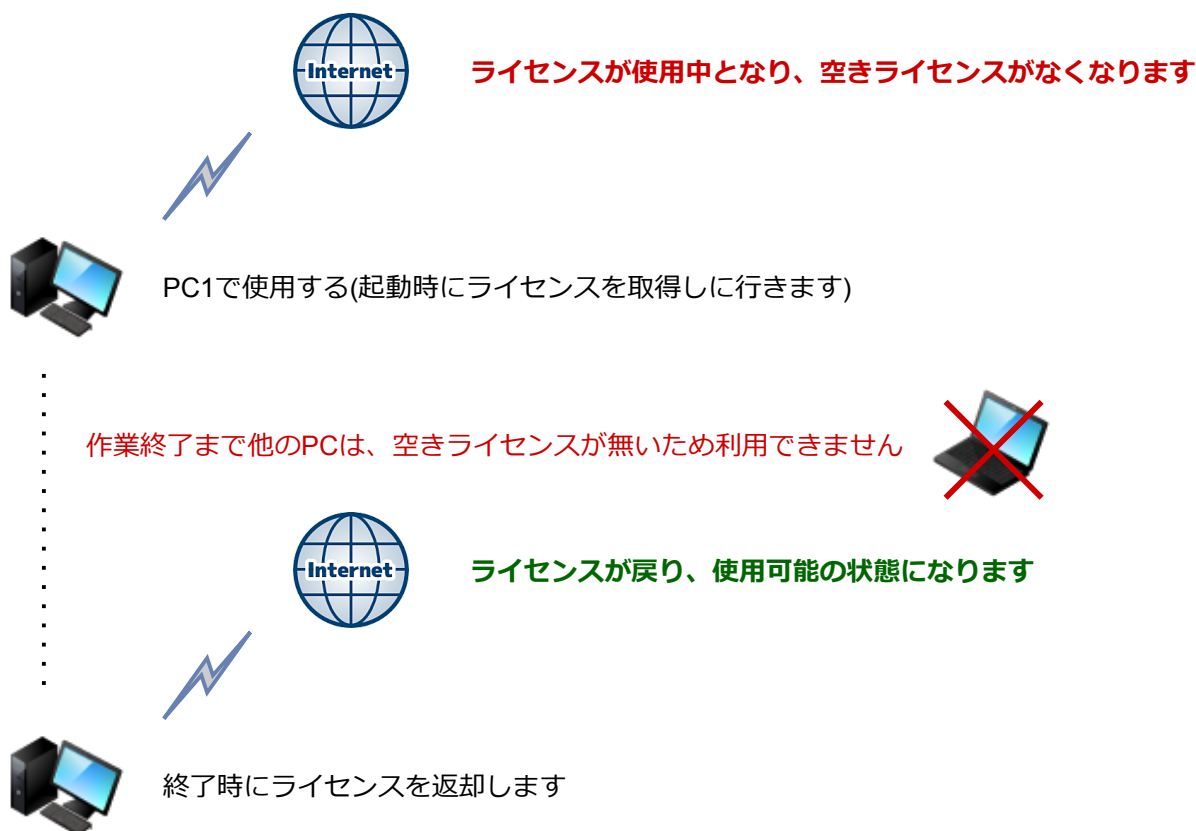 Internet
ライセンスが使用中となり、空きライセンスがなくなります
PC1で使用する(起動時にライセンスを取得しに行きます)
作業終了まで他のPCは、空きライセンスが無いため利用できません
Internet
ライセンスが戻り、使用可能の状態になります
終了時にライセンスを返却します